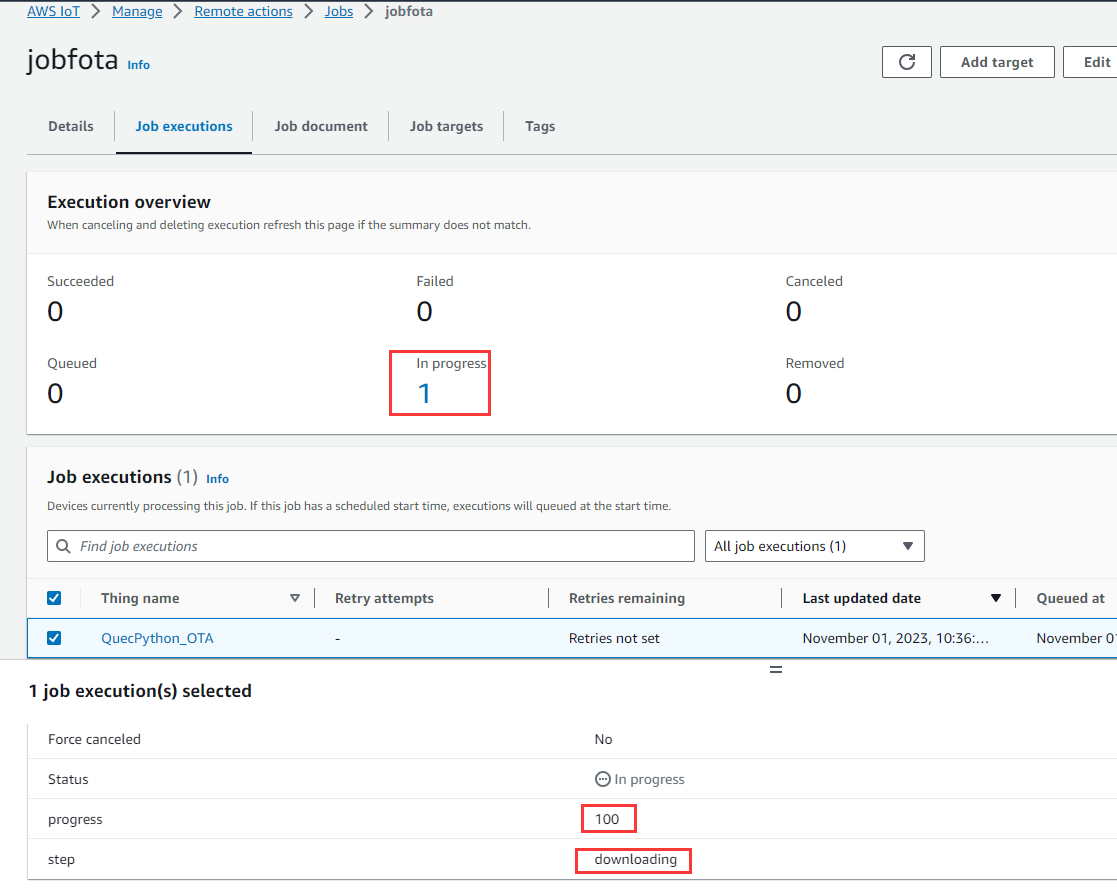 AWS IoT > Manage > Remote actions > Jobs > jobfota
jobfota Info
Add target Edit
Details Job executions Job document Job targets Tags
Execution overview
When canceling and deleting execution refresh this page if the summary does not match.
Succeeded Failed Canceled
0 0 0
Queued In progress Removed
0 1 0
Job executions (1) Info
Devices currently processing this job. If this job has a scheduled start time, executions will queued at the start time.
Find job executions All job executions (1)
Thing name Retry attempts Retries remaining Last updated date Queued at
QuecPython_OTA - Retries not set November 01, 2023, 10:36:... November 01
1 job execution(s) selected
Force canceled No
Status In progress
progress 100
step downloading